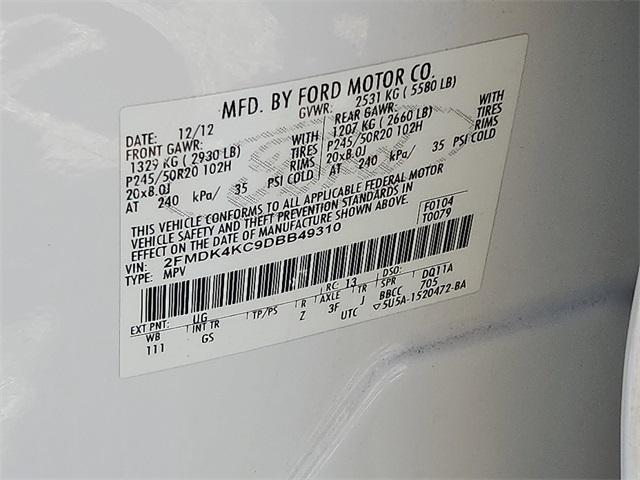 MFD. BY FORD MOTOR CO.
DATE: 12/12 GVWR: 2531 KG ( 5580 LB)
FRONT GAWR: REAR GAWR:
1329 KG ( 2930 LB) WITH 1207 KG ( 2660 LB) WITH
P245/50R20 102H TIRES P245/50R20 102H TIRES
20x8.0J RIMS 20x8.0J RIMS
AT 240 kPa/ 35 PSI COLD AT 240 kPa/ 35 PSI COLD
THIS VEHICLE CONFORMS TO ALL APPLICABLE FEDERAL MOTOR
VEHICLE SAFETY AND THEFT PREVENTION STANDARDS IN
EFFECT ON THE DATE OF MANUFACTURE SHOWN ABOVE.
VIN: 2FMDK4KC9DBB49310 F0104
TYPE: MPV T0079
EXT PNT: UG RC: 13 DSO:
WB INT TR TP/PS R AXLE TR SPR DQ11A
111 GS Z 3F J BBCC 705
UTC 5U5A-1520472-BA